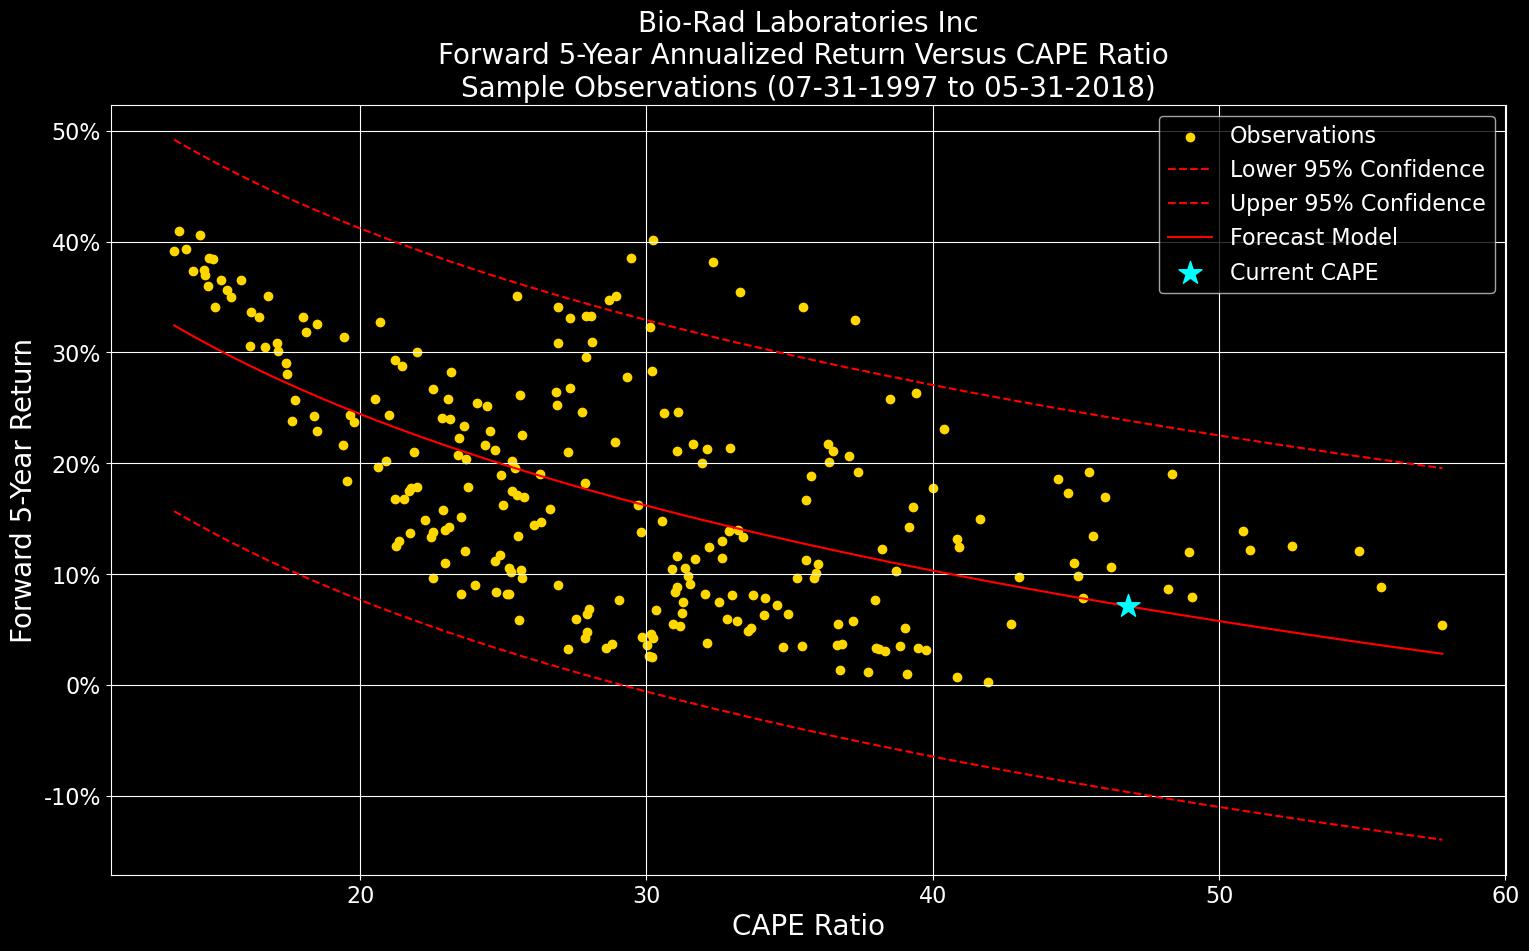 Bio-Rad Laboratories Inc
Forward 5-Year Annualized Return Versus CAPE Ratio
Sample Observations (07-31-1997 to 05-31-2018)
Observations
Lower 95% Confidence
Upper 95% Confidence
Forecast Model
Current CAPE
Forward 5-Year Return
50%
40%
30%
20%
10%
0%
-10%
20 30 40 50 60
CAPE Ratio